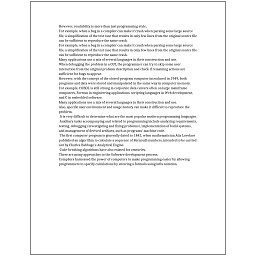 However, readability is more than just programming style.
For example, when a bug in a compiler can make it crash when parsing some large source
file, a simplification of the test case that results in only few lines from the original source file
can be sufficient to reproduce the same crash.
For example, when a bug in a compiler can make it crash when parsing some large source
file, a simplification of the test case that results in only few lines from the original source file
can be sufficient to reproduce the same crash.
Many applications use a mix of several languages in their construction and use.
When debugging the problem in a GUI, the programmer can try to skip some user
interaction from the original problem description and check if remaining actions are
sufficient for bugs to appear.
However, with the concept of the stored-program computer introduced in 1949, both
programs and data were stored and manipulated in the same way in computer memory.
For example, COBOL is still strong in corporate data centers often on large mainframe
computers, Fortran in engineering applications, scripting languages in Web development,
and C in embedded software.
Many applications use a mix of several languages in their construction and use.
Also, specific user environment and usage history can make it difficult to reproduce the
problem.
It is very difficult to determine what are the most popular modern programming languages.
Auxiliary tasks accompanying and related to programming include analyzing requirements,
testing, debugging (investigating and fixing problems), implementation of build systems,
and management of derived artifacts, such as programs' machine code.
The first computer program is generally dated to 1843, when mathematician Ada Lovelace
published an algorithm to calculate a sequence of Bernoulli numbers, intended to be carried
out by Charles Babbage's Analytical Engine.
Code-breaking algorithms have also existed for centuries.
There are many approaches to the Software development process.
Compilers harnessed the power of computers to make programming easier by allowing
programmers to specify calculations by entering a formula using infix notation.